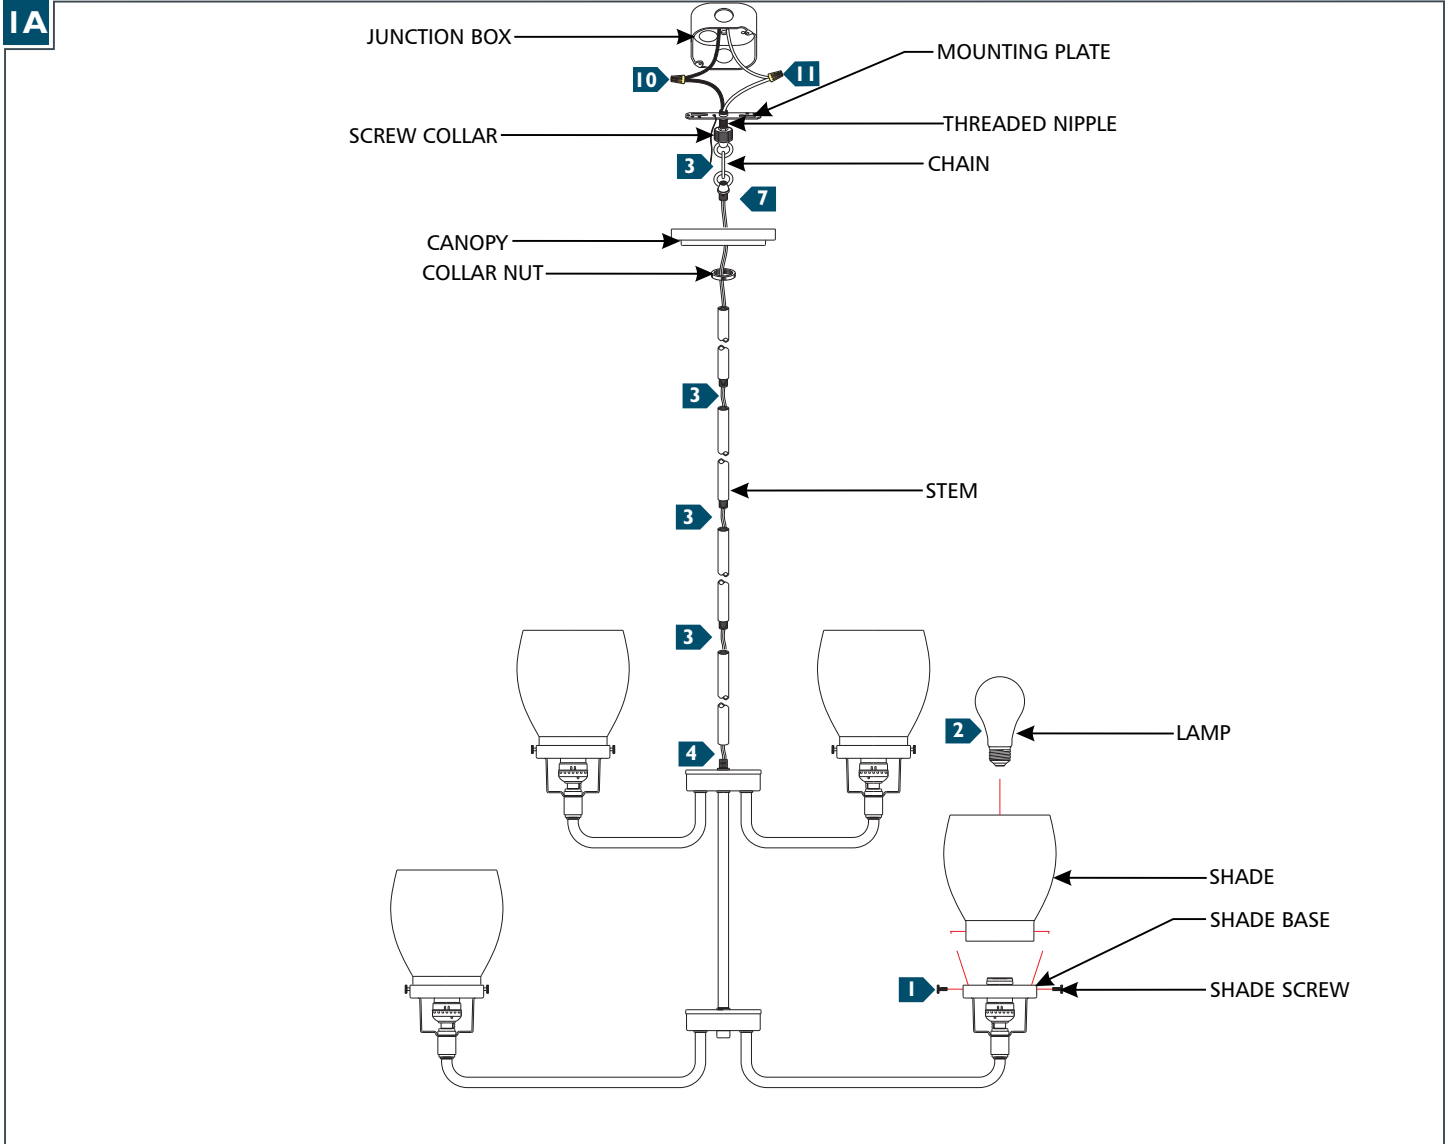 1A
JUNCTION BOX
MOUNTING PLATE
10
11
THREADED NIPPLE
SCREW COLLAR
CHAIN
3
7
CANOPY
COLLAR NUT
3
STEM
3
3
2
LAMP
4
SHADE
SHADE BASE
1
SHADE SCREW